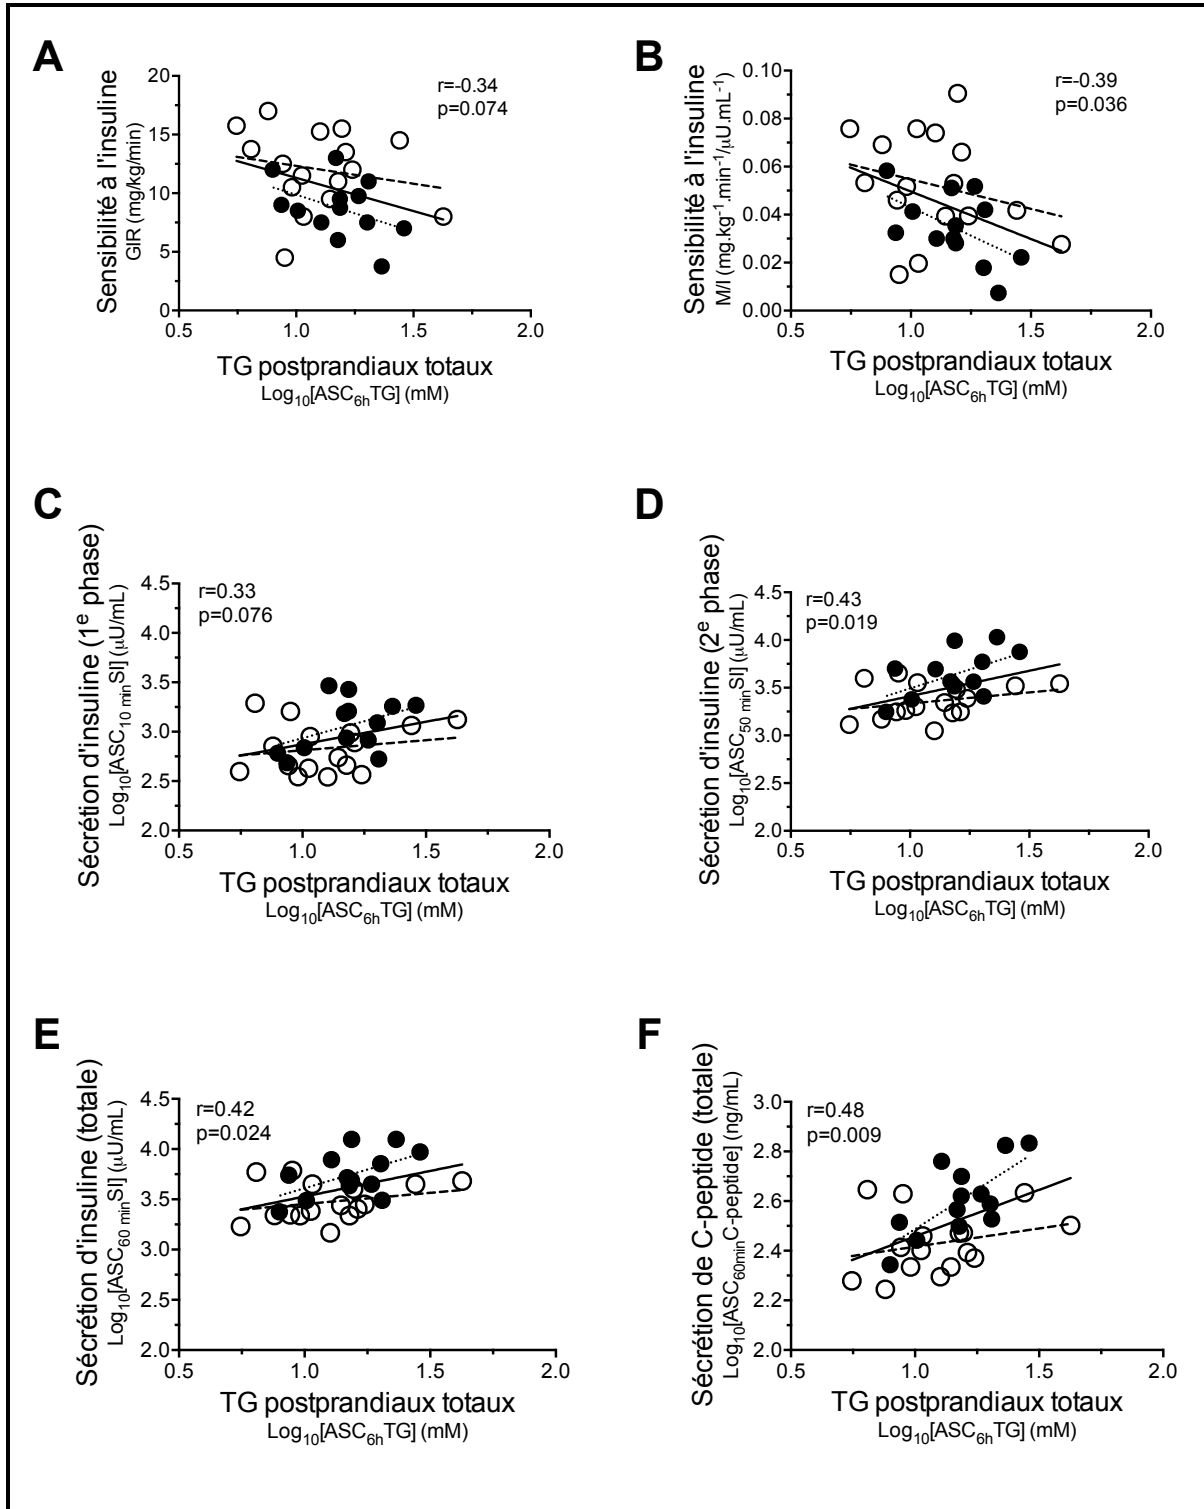 A
Sensibilité à l'insuline
GIR (mg/kg/min)
20
15
10
5
0
r=-0.34
p=0.074
0.5 1.0 1.5 2.0
TG postprandiaux totaux
Log10[ASC6hTG] (mM)
B
Sensibilité à l'insuline
M/I (mg.kg-1.min-1/µU.mL-1)
0.10
0.08
0.06
0.04
0.02
0.00
r=-0.39
p=0.036
0.5 1.0 1.5 2.0
TG postprandiaux totaux
Log10[ASC6hTG] (mM)
C
Sécrétion d'insuline (1e phase)
Log10[ASC10 minSI] (µU/mL)
4.5
4.0
3.5
3.0
2.5
2.0
r=0.33
p=0.076
0.5 1.0 1.5 2.0
TG postprandiaux totaux
Log10[ASC6hTG] (mM)
D
Sécrétion d'insuline (2e phase)
Log10[ASC50 minSI] (µU/mL)
4.5
4.0
3.5
3.0
2.5
2.0
r=0.43
p=0.019
0.5 1.0 1.5 2.0
TG postprandiaux totaux
Log10[ASC6hTG] (mM)
E
Sécrétion d'insuline (totale)
Log10[ASC60 minSI] (µU/mL)
4.5
4.0
3.5
3.0
2.5
2.0
r=0.42
p=0.024
0.5 1.0 1.5 2.0
TG postprandiaux totaux
Log10[ASC6hTG] (mM)
F
Sécrétion de C-peptide (totale)
Log10[ASC60minC-peptide] (ng/mL)
3.0
2.8
2.6
2.4
2.2
2.0
r=0.48
p=0.009
0.5 1.0 1.5 2.0
TG postprandiaux totaux
Log10[ASC6hTG] (mM)